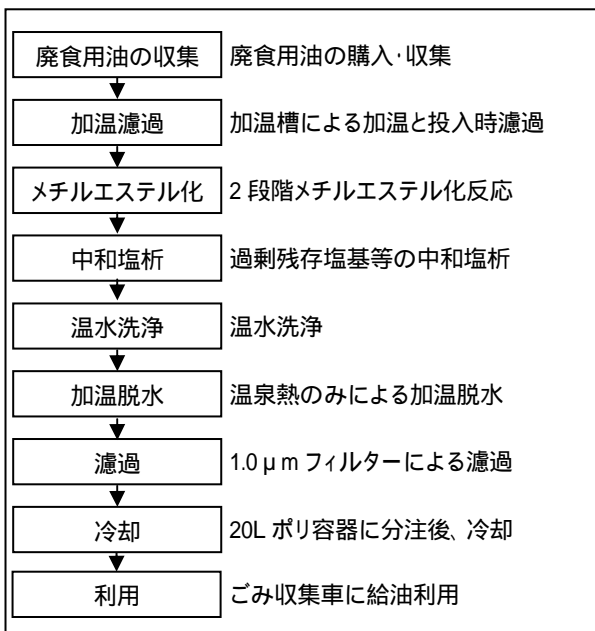 廃食用油の収集 廃食用油の購入・収集
加温濾過 加温槽による加温と投入時濾過
メチルエステル化 2 段階メチルエステル化反応
中和塩析 過剰残存塩基等の中和塩析
温水洗浄 温水洗浄
加温脱水 温泉熱のみによる加温脱水
濾過 1.0 μm フィルターによる濾過
冷却 20L ポリ容器に分注後、冷却
利用 ごみ収集車に給油利用